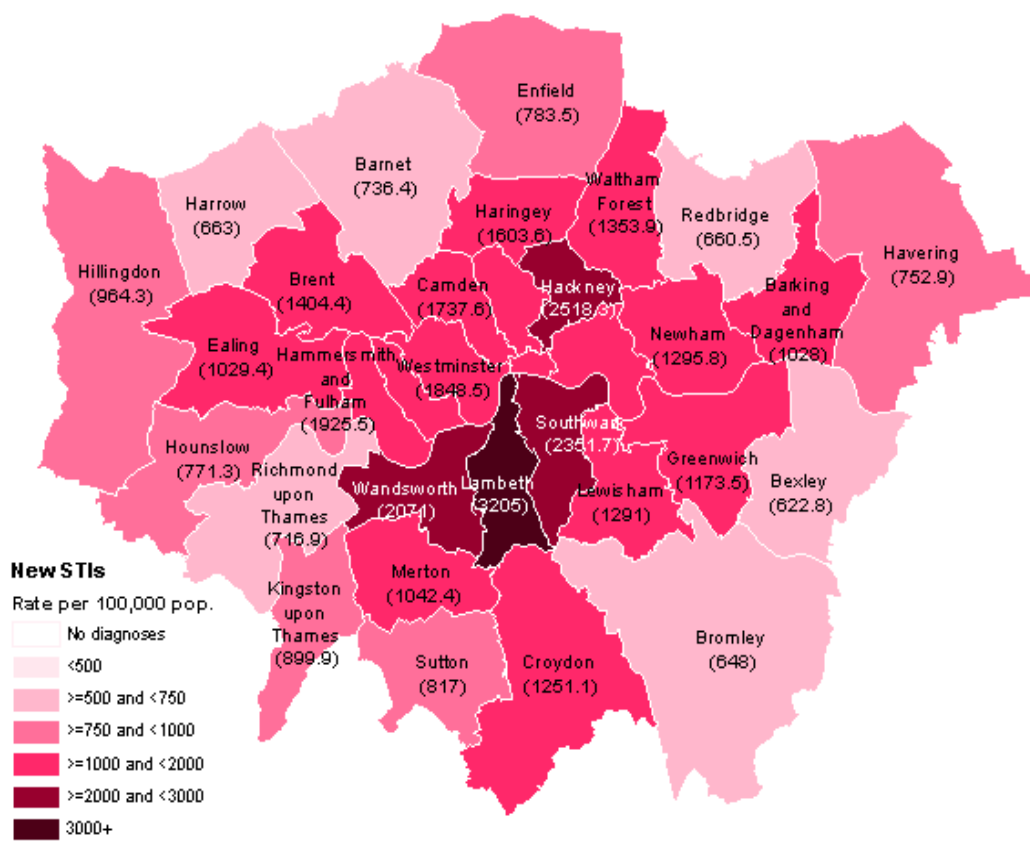 Enfield
(783.5)
Barnet
(736.4)
Harrow
(663)
Waltham
Forest
(1353.9)
Redbridge
(660.5)
Haringey
(1603.6)
Havering
(752.9)
Hillingdon
(964.3)
Brent
(1404.4)
Camden
(1737.6)
Hackney
(2518.3)
Barking
and
Dagenham
(1028)
Newham
(1295.8)
Ealing
(1029.4)
Hammersmith
and
Fulham
(1925.5)
Westminster
(1848.5)
Hounslow
(771.3)
Southwark
(2351.7)
Greenwich
(1173.5)
Richmond
upon
Thames
(716.9)
Wandsworth
(2071)
Lambeth
(3205)
Lewisham
(1291)
Bexley
(622.8)
Merton
(1042.4)
Kingston
upon
Thames
(899.9)
Sutton
(817)
Croydon
(1251.1)
Bromley
(648)
New STIs
Rate per 100,000 pop.
No diagnoses
<500
>=500 and <750
>=750 and <1000
>=1000 and <2000
>=2000 and <3000
3000+